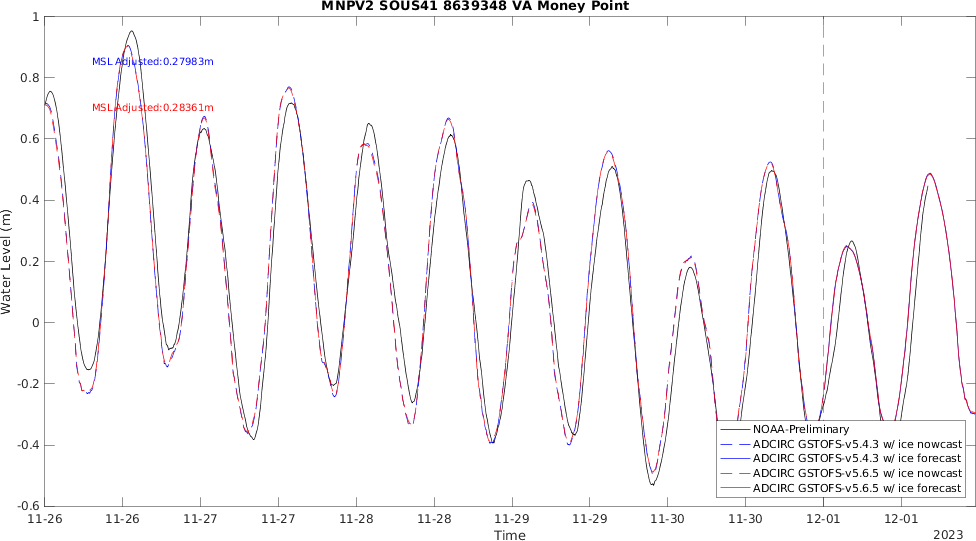 MNPV2 SOUS41 8639348 VA Money Point
1
0.8
0.6
0.4
0.2
0
-0.2
-0.4
-0.6
Water Level (m)
MSL Adjusted:0.27983m
MSL Adjusted:0.28361m
NOAA-Preliminary
ADCIRC GSTOFS-v5.4.3 w/ ice nowcast
ADCIRC GSTOFS-v5.4.3 w/ ice forecast
ADCIRC GSTOFS-v5.6.5 w/ ice nowcast
ADCIRC GSTOFS-v5.6.5 w/ ice forecast
11-26 11-26 11-27 11-27 11-28 11-28 11-29 11-29 11-30 11-30 12-01 12-01
Time
2023